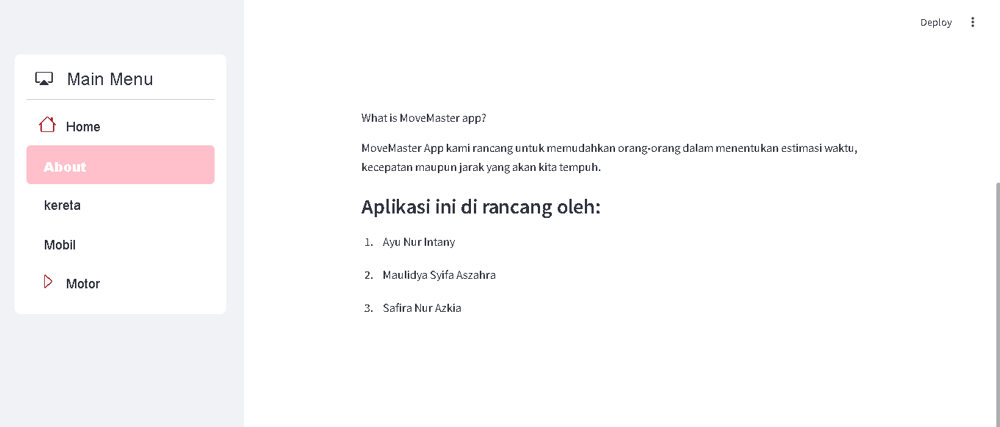 Deploy
Main Menu
Home
About
kereta
Mobil
Motor
What is MoveMaster app?
MoveMaster App kami rancang untuk memudahkan orang-orang dalam menentukan estimasi waktu,
kecepatan maupun jarak yang akan kita tempuh.
Aplikasi ini di rancang oleh:
1. Ayu Nur Intany
2. Maulidya Syifa Aszahra
3. Safira Nur Azkia